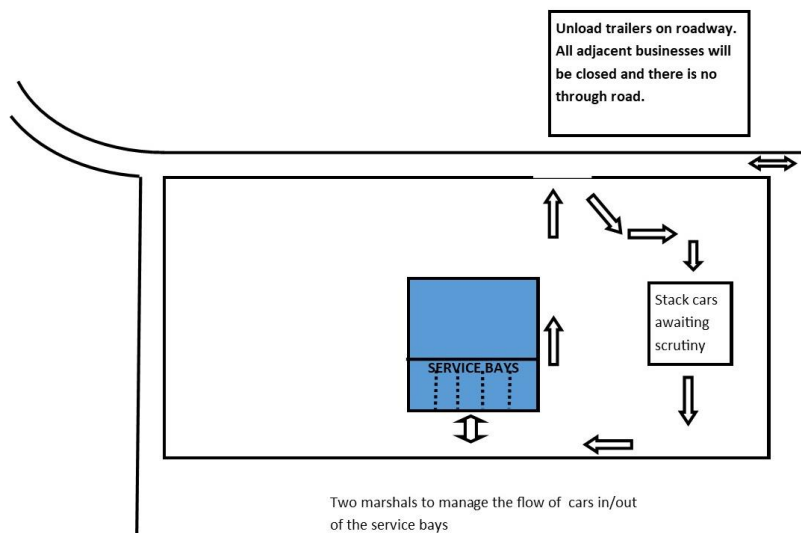 Unload trailers on roadway.
All adjacent businesses will
be closed and there is no
through road.
Stack cars
awaiting
scrutiny
SERVICE BAYS
Two marshals to manage the flow of cars in/out
of the service bays